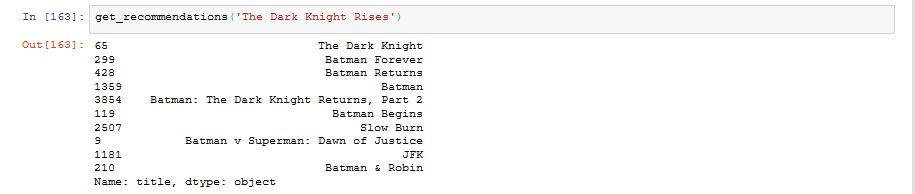 In [163]: get_recommendations('The Dark Knight Rises')
Out[163]: 65 The Dark Knight
299 Batman Forever
428 Batman Returns
1359 Batman
3854 Batman: The Dark Knight Returns, Part 2
119 Batman Begins
2507 Slow Burn
9 Batman v Superman: Dawn of Justice
1181 JFK
210 Batman & Robin
Name: title, dtype: object